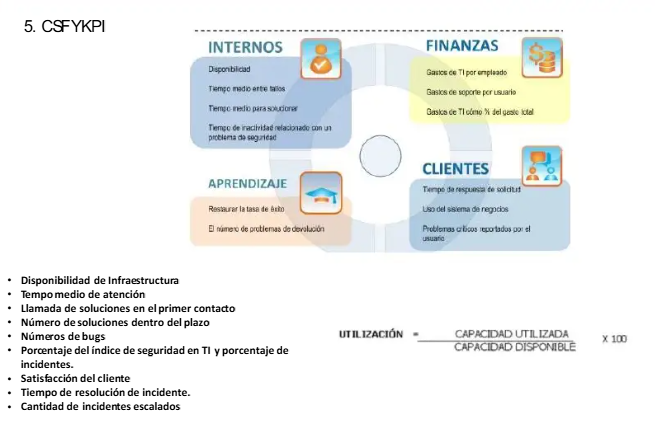 5. CSF Y KPI
INTERNOS
Disponibilidad
Tiempo medio entre fallos
Tiempo medio para solucionar
Tiempo de inactividad relacionado con un
problema de seguridad
FINANZAS
Gastos de TI por empleado
Gastos de soporte por usuario
Gastos de TI cómo % del gasto total
APRENDIZAJE
Restaurar la tasa de éxito
El número de problemas de devolución
CLIENTES
Tiempo de respuesta de solicitud
Uso del sistema de negocios
Problemas críticos reportados por el
usuario
• Disponibilidad de Infraestructura
• Tempo medio de atención
• Llamada de soluciones en el primer contacto
• Número de soluciones dentro del plazo
• Números de bugs
• Porcentaje del índice de seguridad en TI y porcentaje de
incidentes.
• Satisfacción del cliente
• Tiempo de resolución de incidente.
• Cantidad de incidentes escalados
UTILIZACIÓN = CAPACIDAD UTILIZADA X 100
CAPACIDAD DISPONIBLE